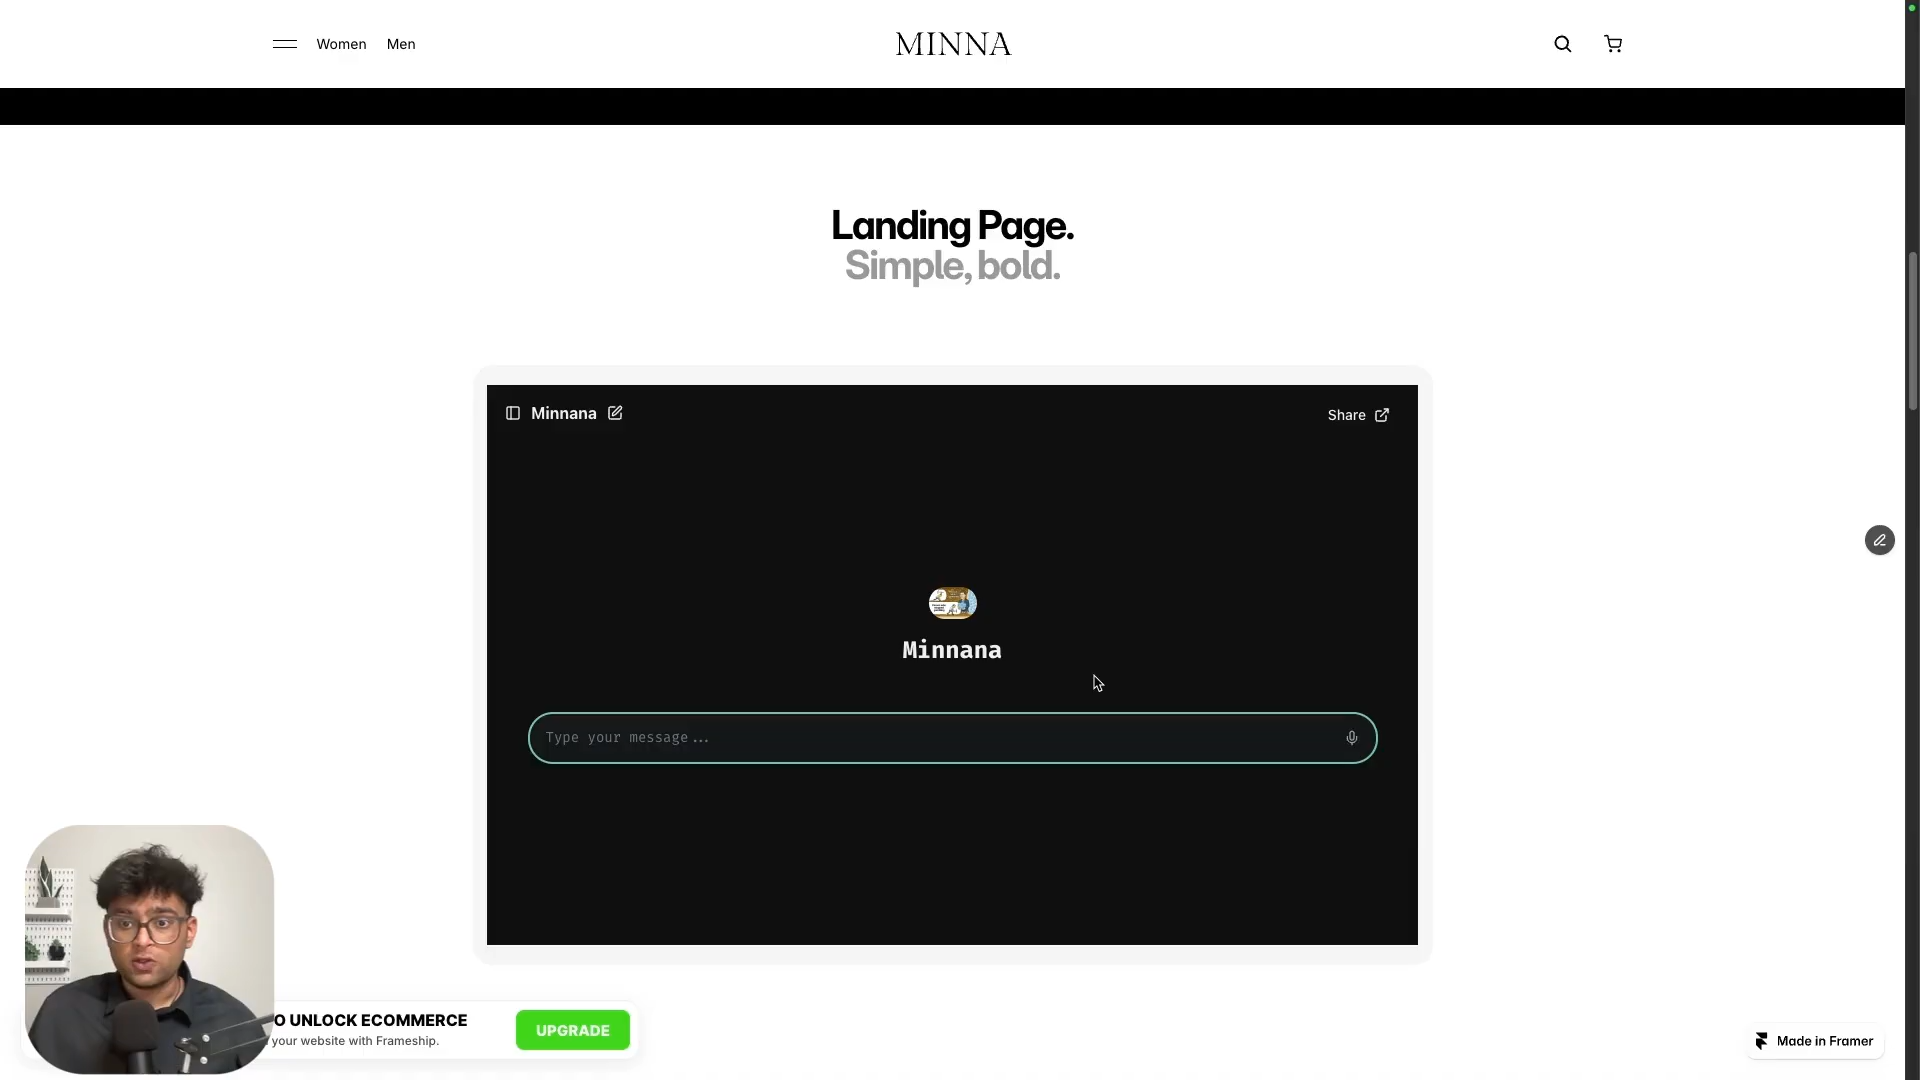 Women Men
MINNA
Landing Page.
Simple, bold.
Minnana
Share
Minnana
Type your message...
O UNLOCK ECOMMERCE
your website with Frameship.
UPGRADE
Made in Framer